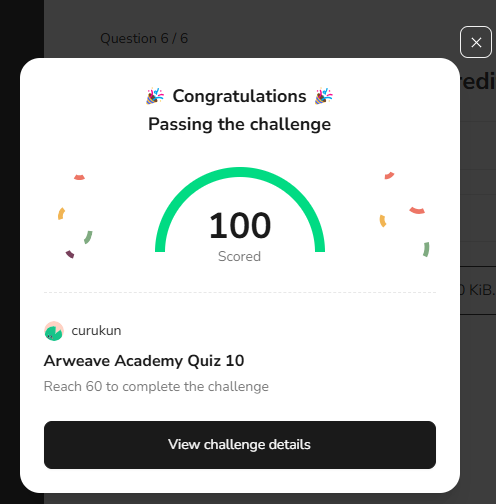 Question 6 / 6
redi
🎉 Congratulations 🎉
Passing the challenge
100
Scored
0 KiB.
curukun
Arweave Academy Quiz 10
Reach 60 to complete the challenge
View challenge details